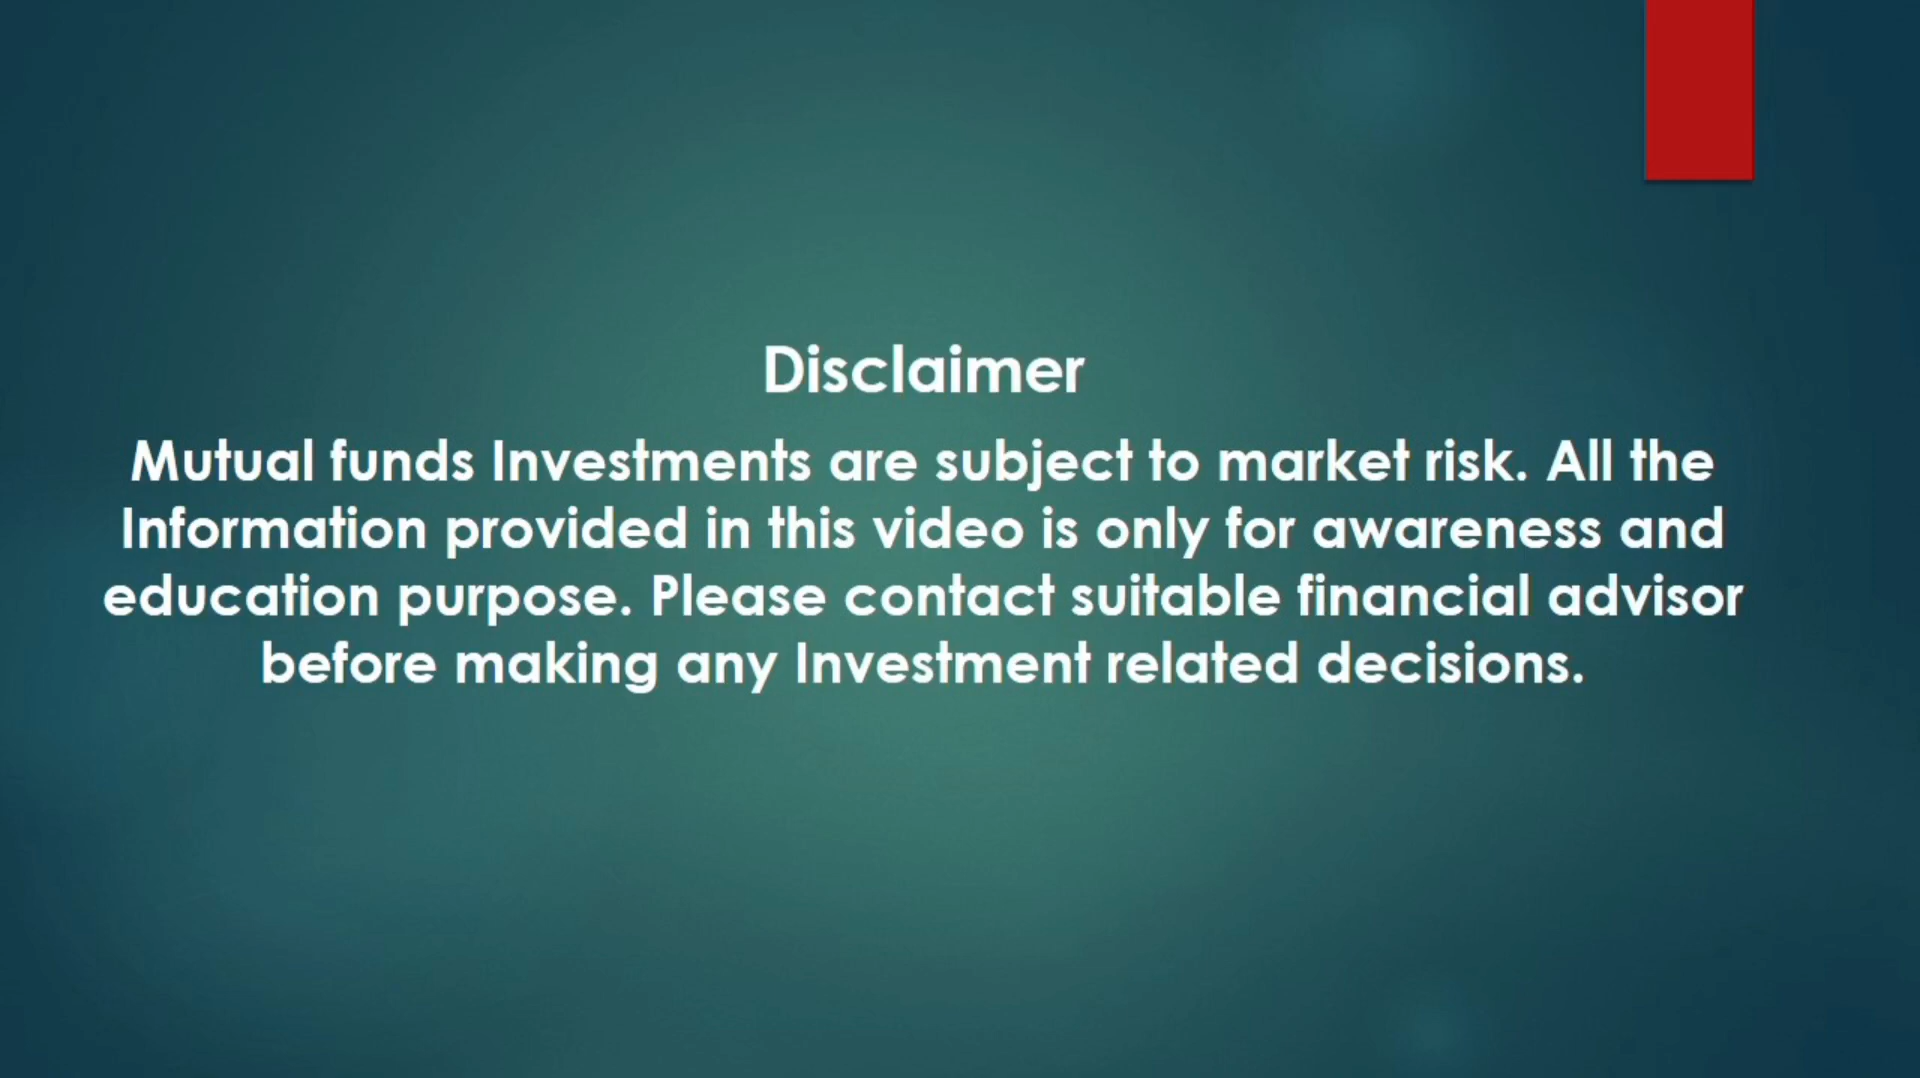 Disclaimer
Mutual funds Investments are subject to market risk. All the
Information provided in this video is only for awareness and
education purpose. Please contact suitable financial advisor
before making any Investment related decisions.